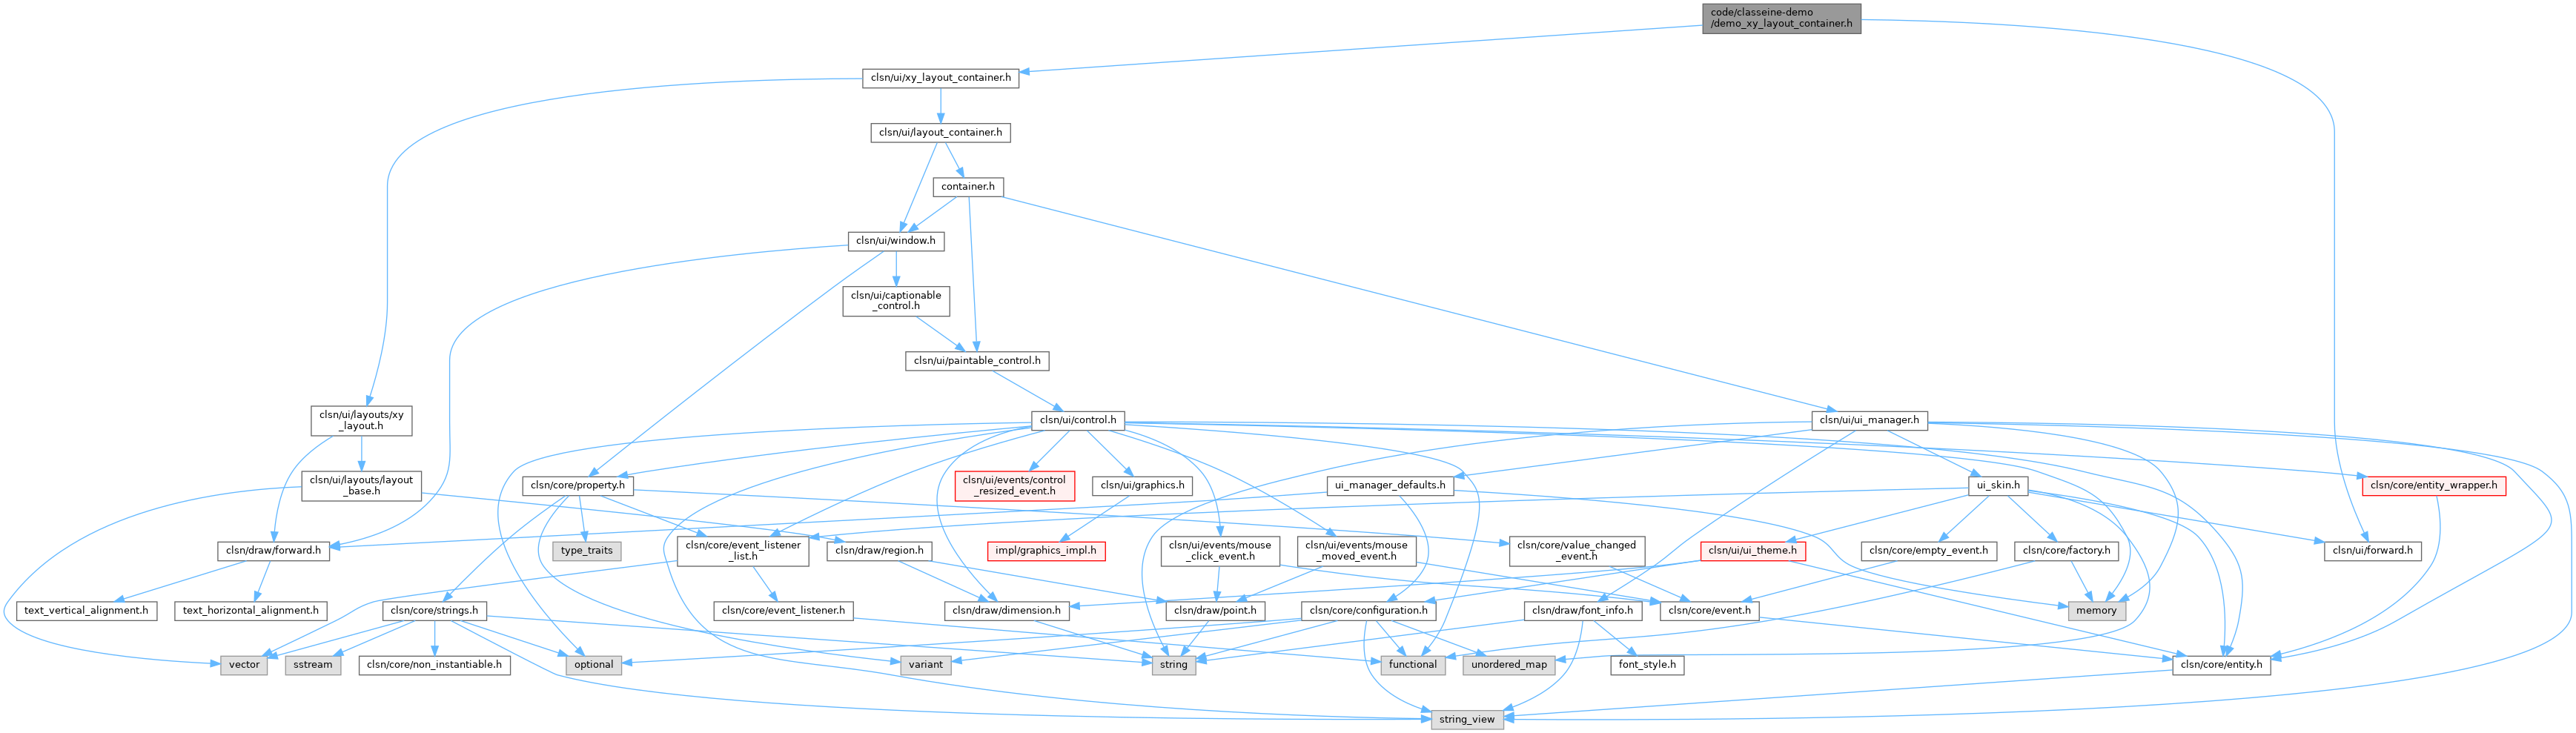 code/classeine-demo
/demo_xy_layout_container.h
clsn/ui/xy_layout_container.h
clsn/ui/layout_container.h
container.h
clsn/ui/window.h
clsn/ui/captionable
_control.h
clsn/ui/paintable_control.h
clsn/ui/layouts/xy
_layout.h
clsn/ui/control.h
clsn/ui/ui_manager.h
clsn/ui/layouts/layout
_base.h
clsn/core/property.h
clsn/ui/events/control
_resized_event.h
clsn/ui/graphics.h
ui_manager_defaults.h
ui_skin.h
clsn/core/entity_wrapper.h
clsn/draw/forward.h
type_traits
clsn/core/event_listener
_list.h
clsn/draw/region.h
impl/graphics_impl.h
clsn/ui/events/mouse
_click_event.h
clsn/ui/events/mouse
_moved_event.h
clsn/core/value_changed
_event.h
clsn/ui/ui_theme.h
clsn/core/empty_event.h
clsn/core/factory.h
clsn/ui/forward.h
text_vertical_alignment.h
text_horizontal_alignment.h
clsn/core/strings.h
clsn/core/event_listener.h
clsn/draw/dimension.h
clsn/draw/point.h
clsn/core/configuration.h
clsn/draw/font_info.h
clsn/core/event.h
memory
vector
sstream
clsn/core/non_instantiable.h
optional
variant
string
functional
unordered_map
font_style.h
clsn/core/entity.h
string_view